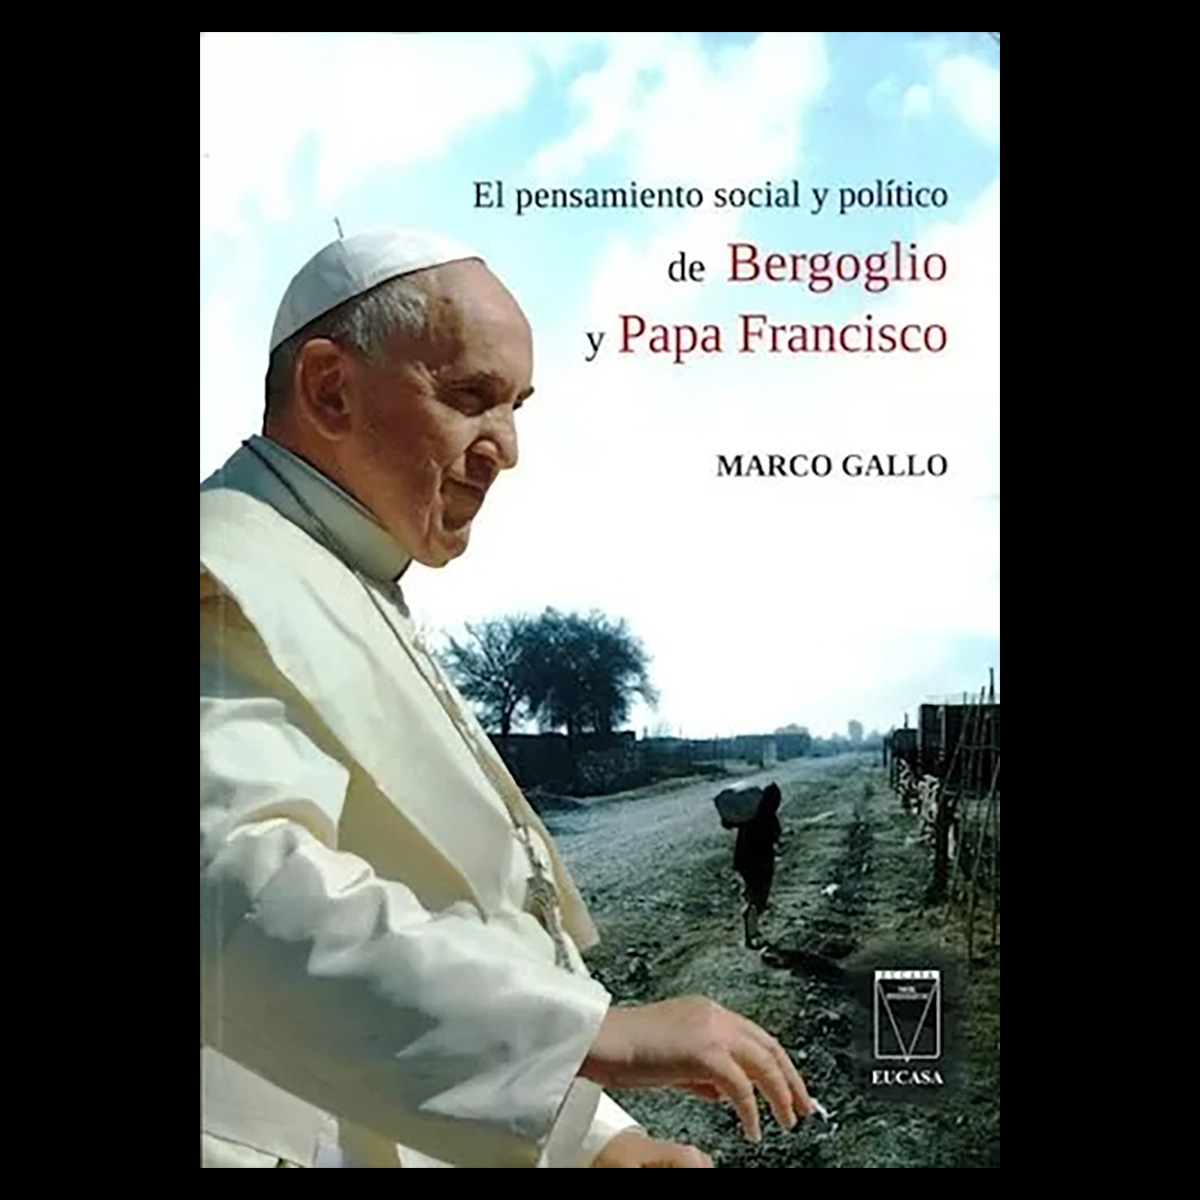 El pensamiento social y político
de Bergoglio
y Papa Francisco
MARCO GALLO
EUCASA